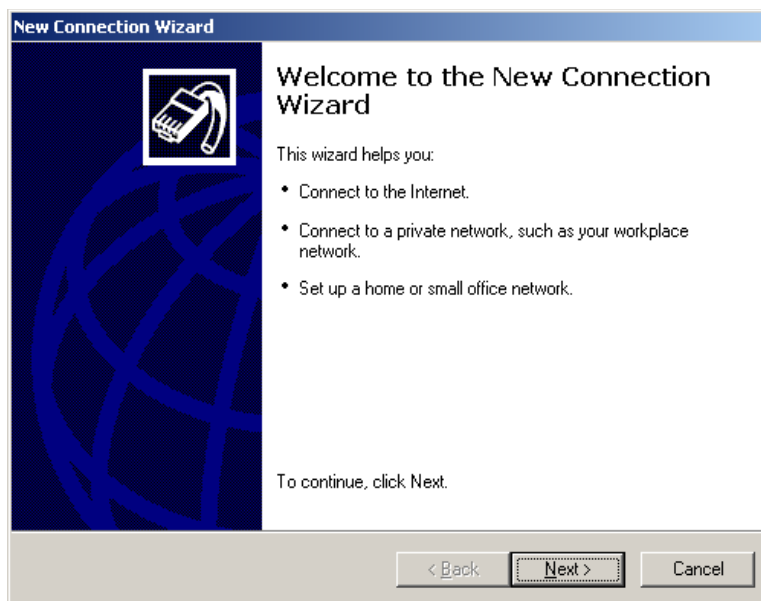 New Connection Wizard
Welcome to the New Connection
Wizard
This wizard helps you:
• Connect to the Internet.
• Connect to a private network, such as your workplace
network.
• Set up a home or small office network.
To continue, click Next.
< Back Next > Cancel